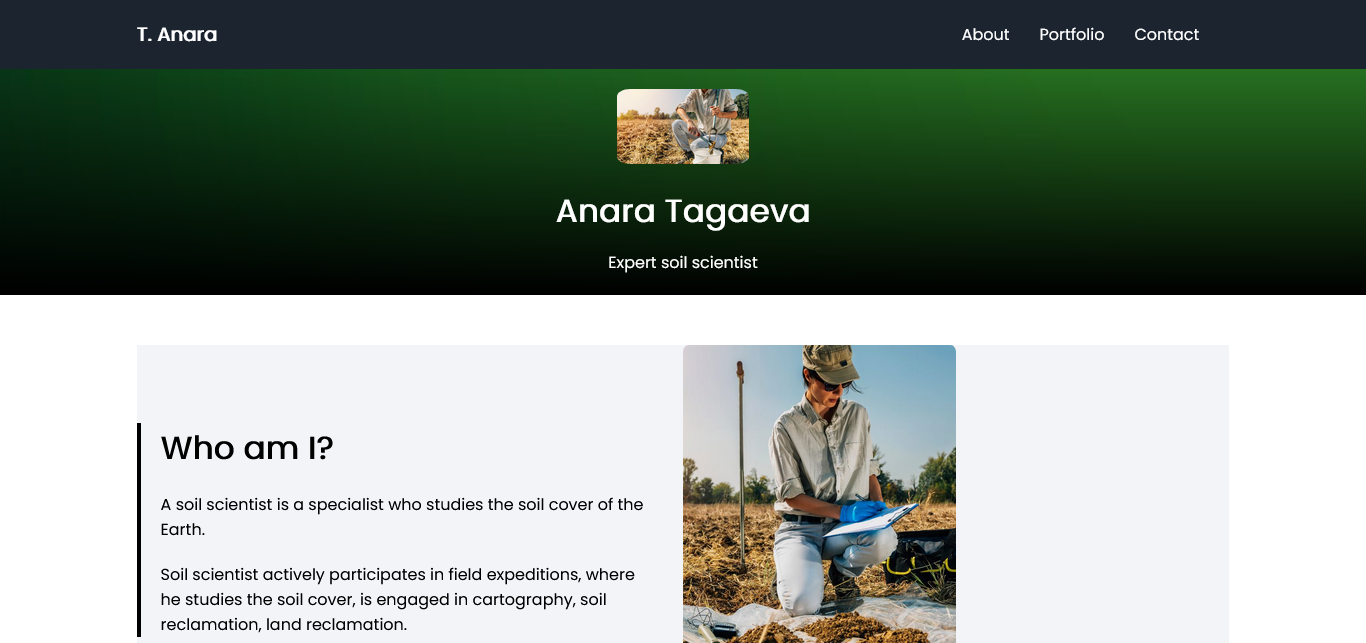 T. Anara
About Portfolio Contact
Anara Tagaeva
Expert soil scientist
Who am I?
A soil scientist is a specialist who studies the soil cover of the
Earth.
Soil scientist actively participates in field expeditions, where
he studies the soil cover, is engaged in cartography, soil
reclamation, land reclamation.